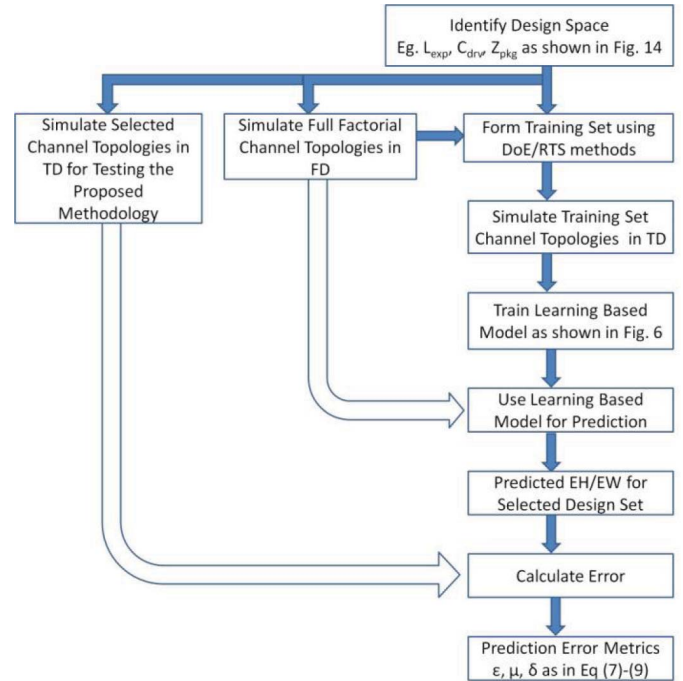 Identify Design Space
Eg. Lexp, Cdrv, Zpkg as shown in Fig. 14
Simulate Selected
Channel Topologies in
TD for Testing the
Proposed
Methodology
Simulate Full Factorial
Channel Topologies in
FD
Form Training Set using
DoE/RTS methods
Simulate Training Set
Channel Topologies in TD
Train Learning Based
Model as shown in Fig. 6
Use Learning Based
Model for Prediction
Predicted EH/EW for
Selected Design Set
Calculate Error
Prediction Error Metrics
ε, μ, δ as in Eq (7)-(9)